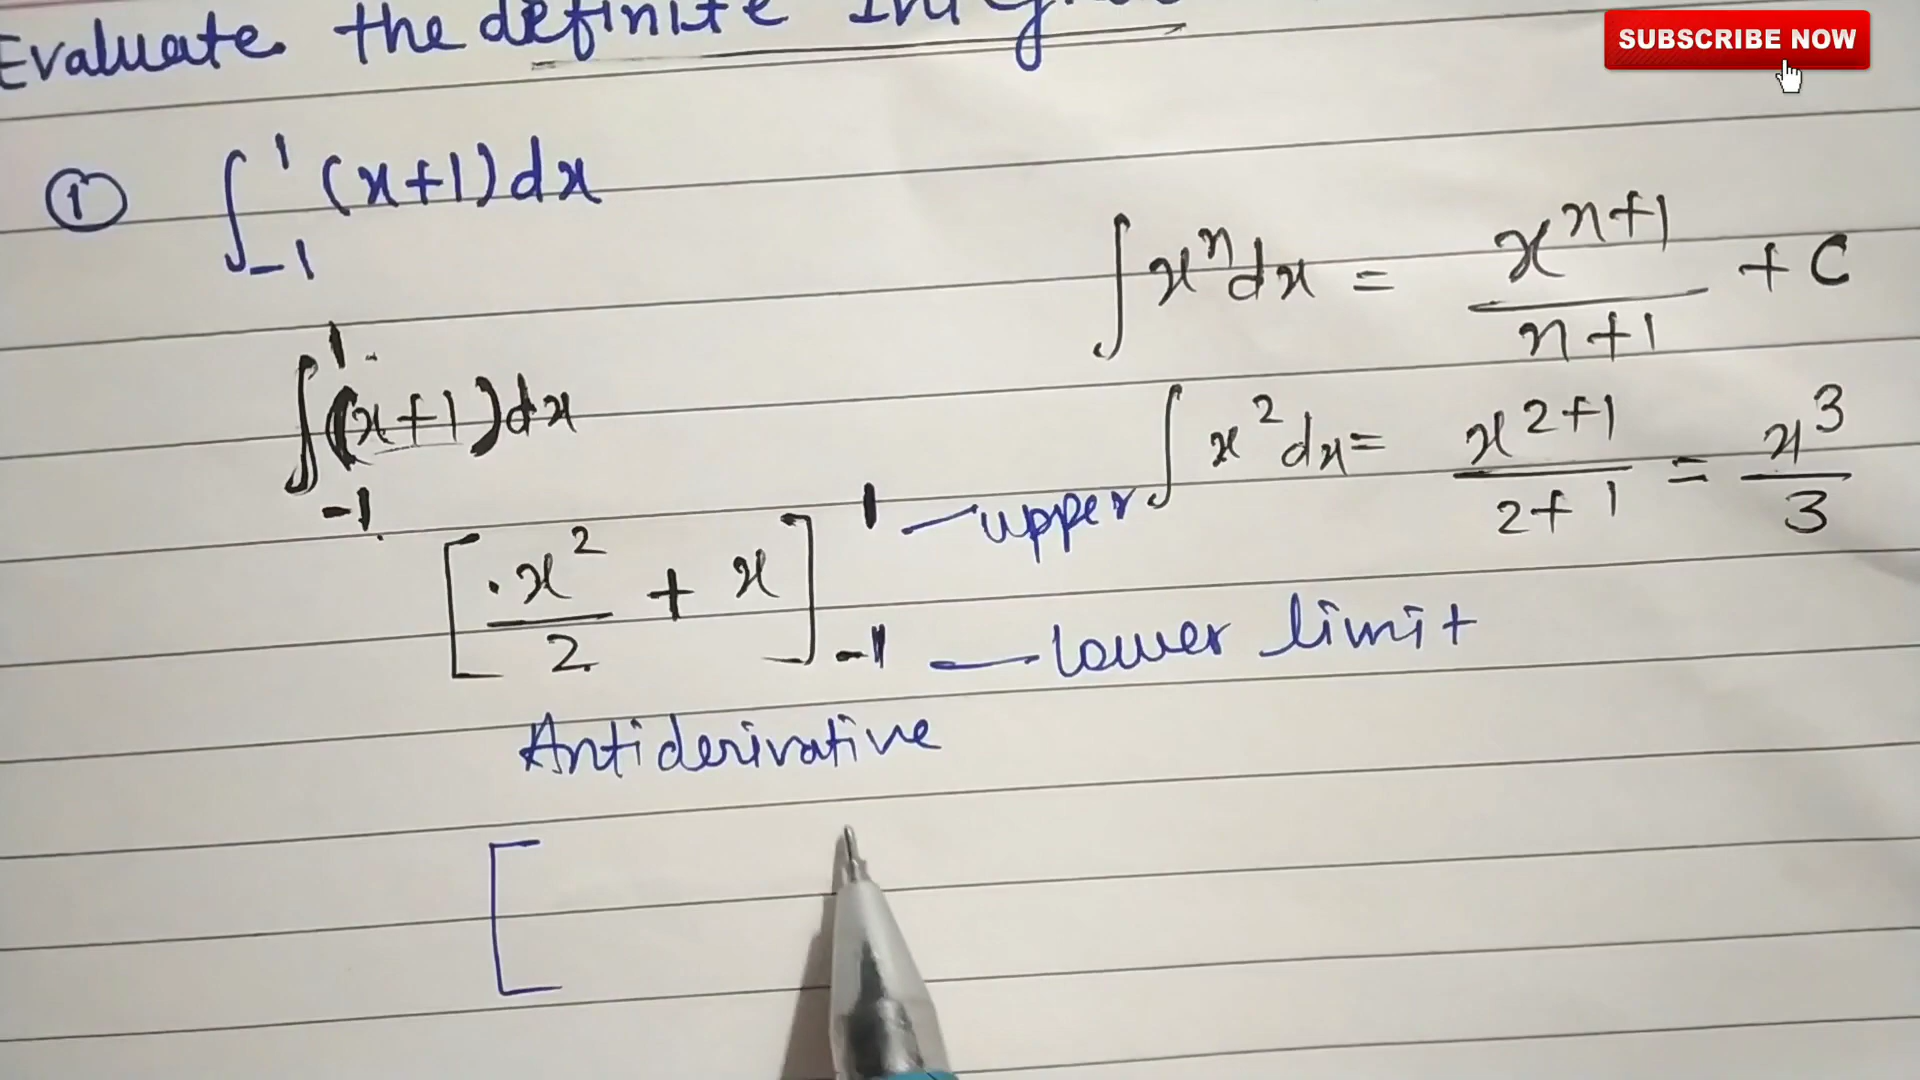 Evaluate the definite
SUBSCRIBE NOW
① ∫₋₁¹ (x+1)dx
∫xⁿdx = xⁿ⁺¹/n+1 + C
∫₋₁¹ (x+1)dx
∫x²dx = x²⁺¹/2+1 = x³/3
[x²/2 + x]₋₁¹
upper
lower limit
Antiderivative
[